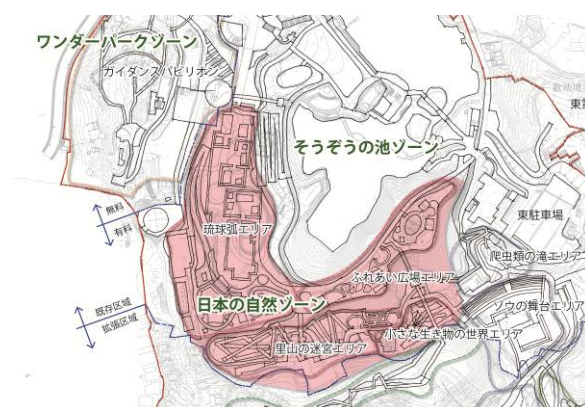 ワンダーパークゾーン
ガイダンスパビリオン
そうぞうの池ゾーン
無料
有料
琉球弧エリア
東駐車場
爬虫類の滝エリア
ふれあい広場エリア
既存区域
拡張区域
日本の自然ゾーン
ゾウの舞台エリア
小さな生き物の世界エリア
里山の迷宮エリア